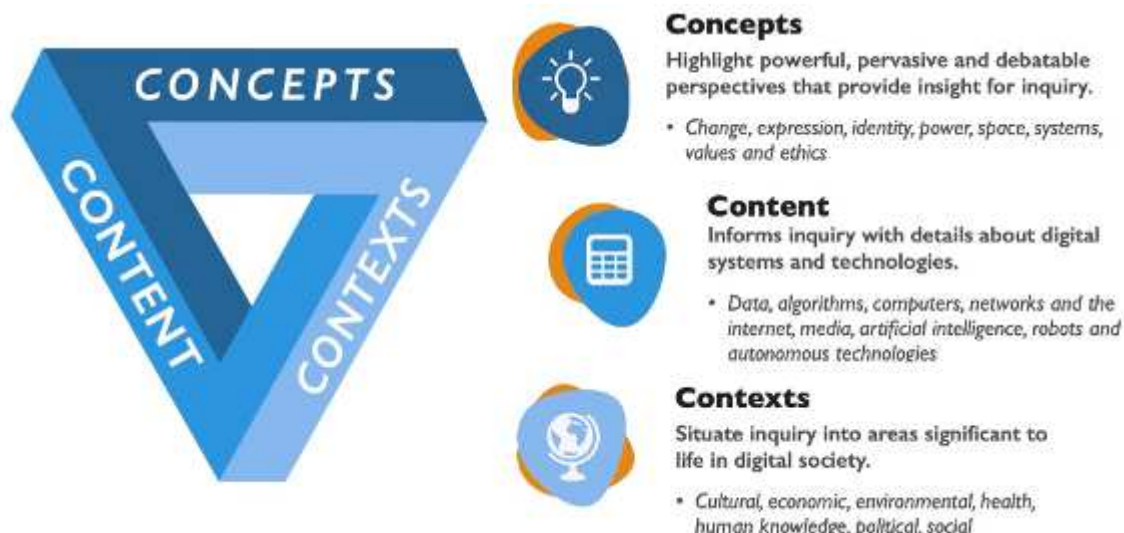 CONCEPTS
CONTENT
CONTEXTS
Concepts
Highlight powerful, pervasive and debatable
perspectives that provide insight for inquiry.
• Change, expression, identity, power, space, systems,
values and ethics
Content
Informs inquiry with details about digital
systems and technologies.
• Data, algorithms, computers, networks and the
internet, media, artificial intelligence, robots and
autonomous technologies
Contexts
Situate inquiry into areas significant to
life in digital society.
• Cultural, economic, environmental, health,
human knowledge, political, social